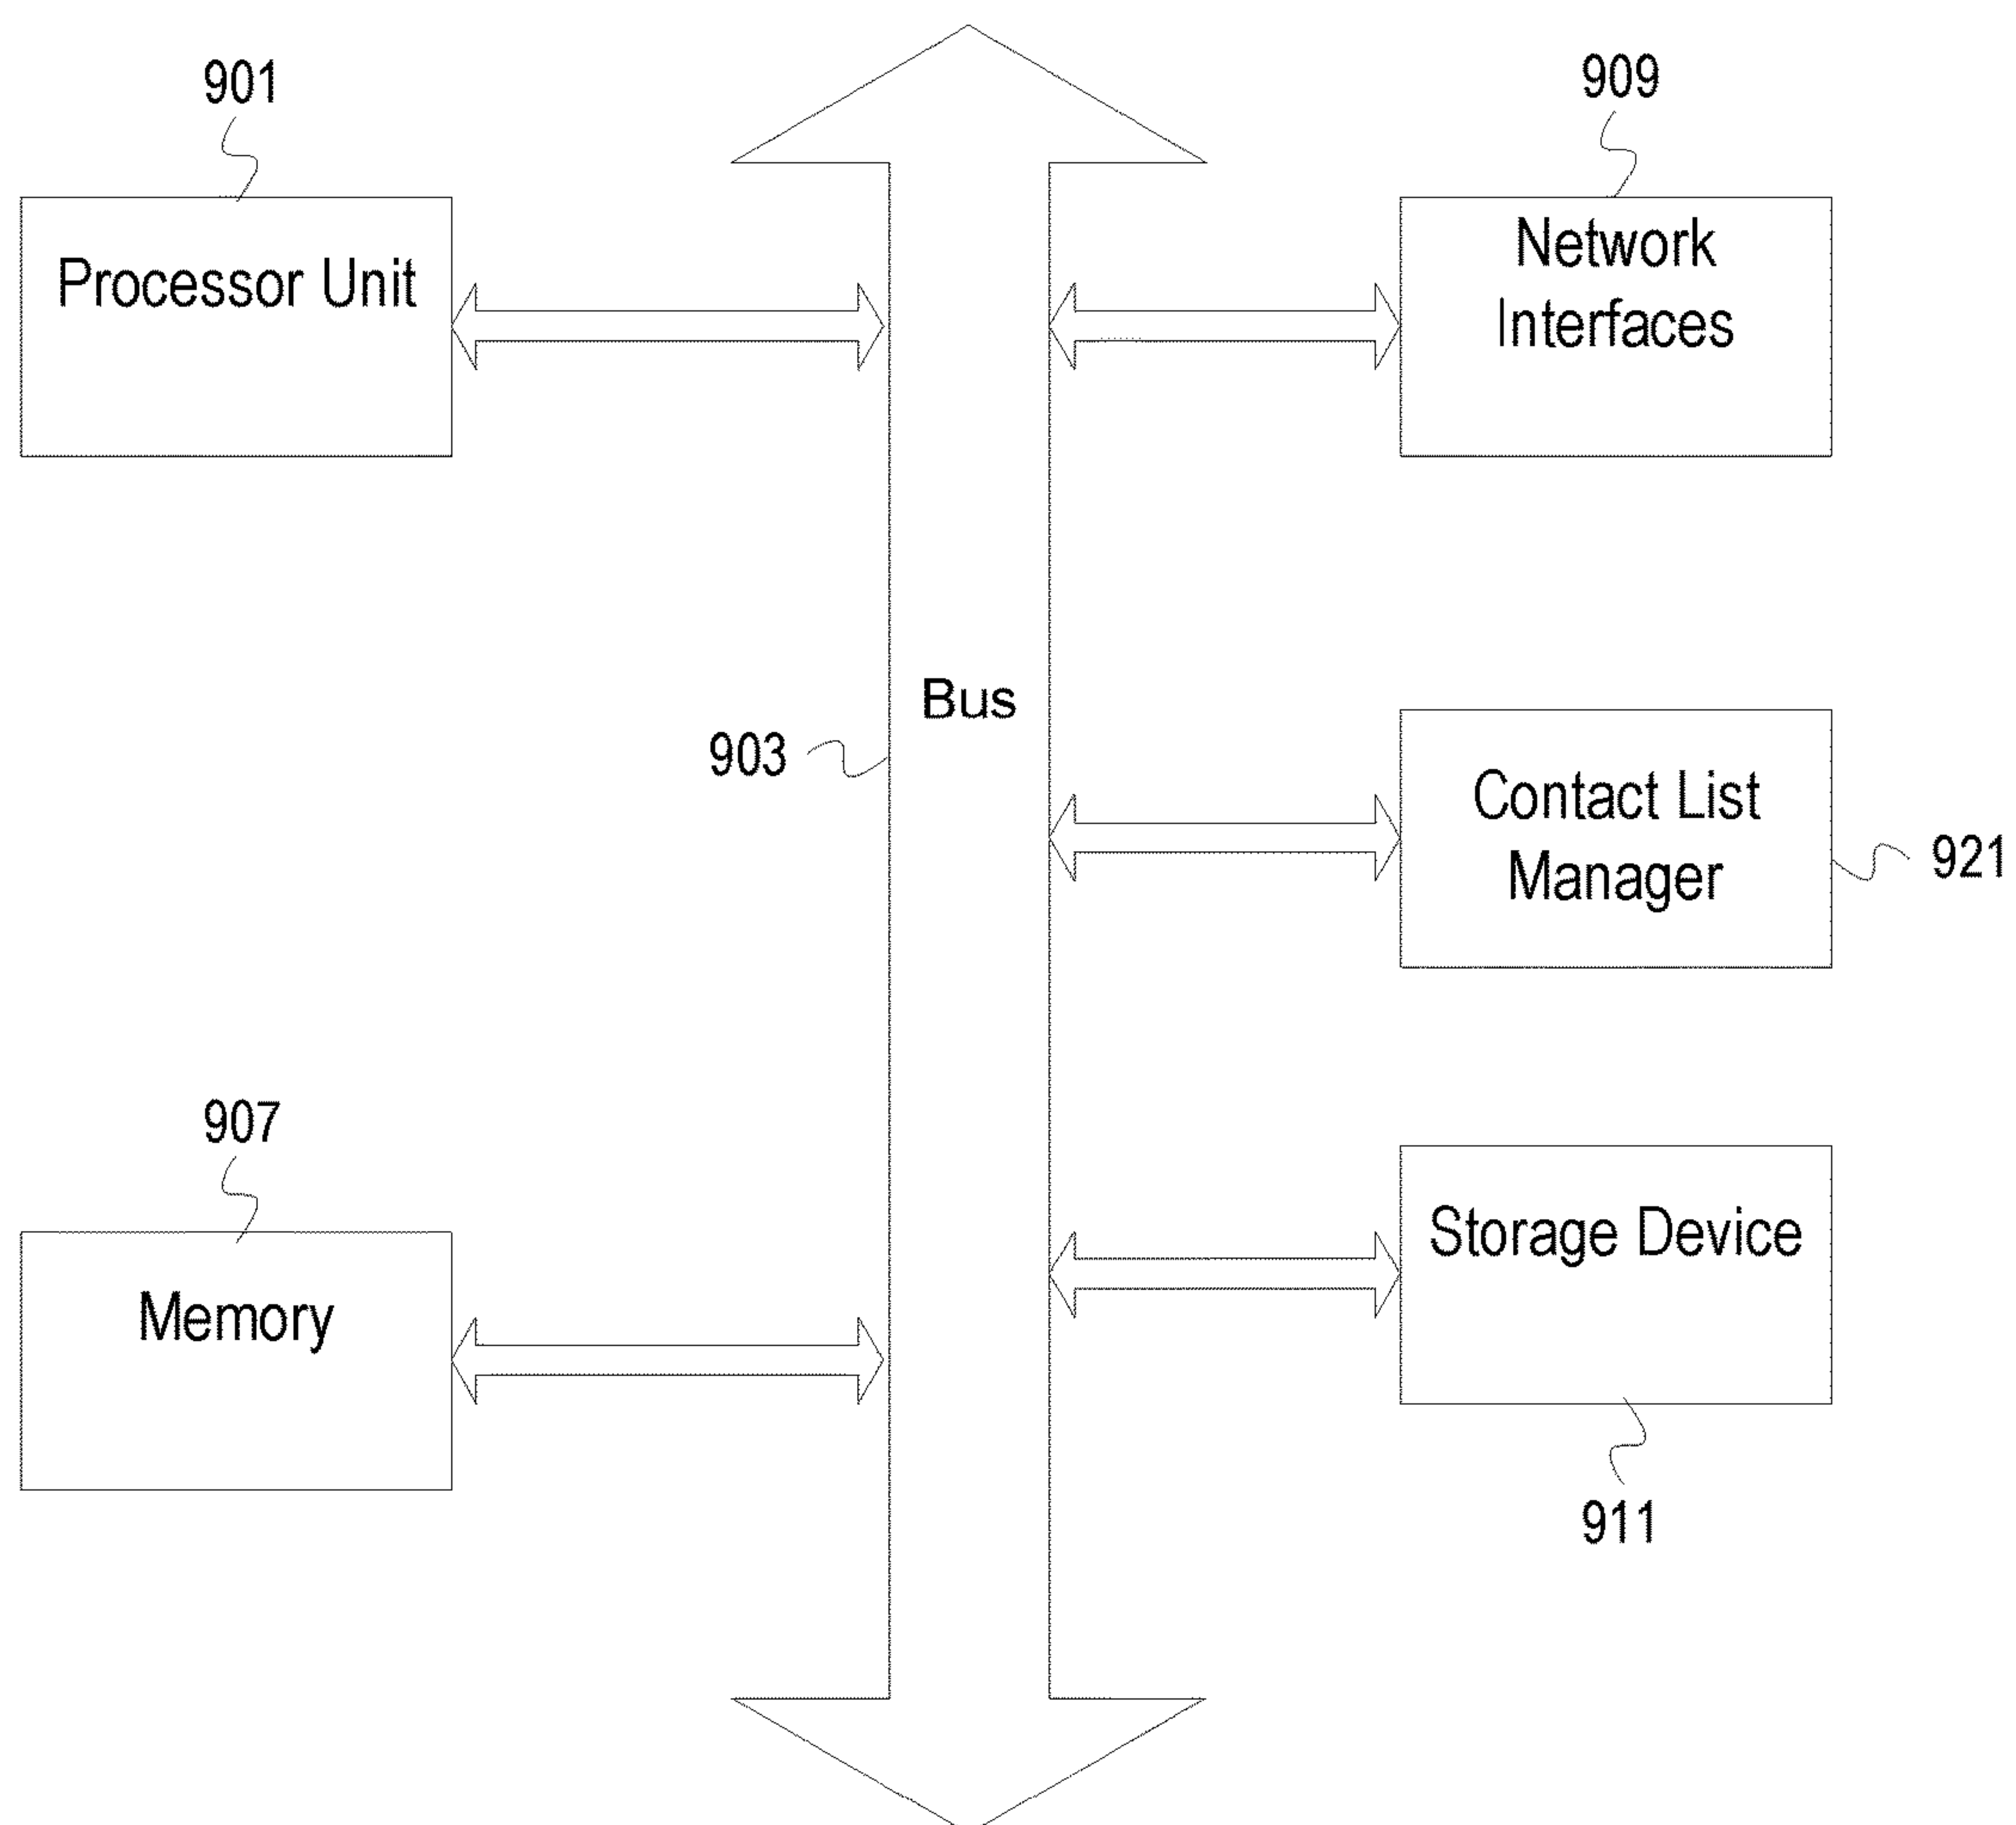 901
909
Processor Unit
Network
Interfaces
Bus
903
Contact List
Manager
921
907
Memory
Storage Device
911